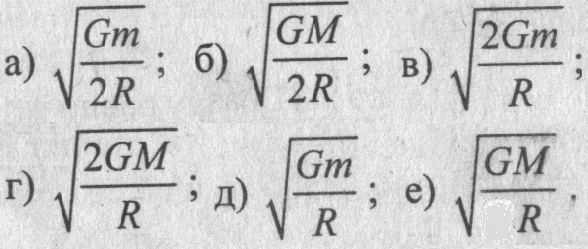 а) √(Gm/2R) ; б) √(GM/2R) ; в) √(2Gm/R) ;
г) √(2GM/R) ; д) √(Gm/R) ; е) √(GM/R) .